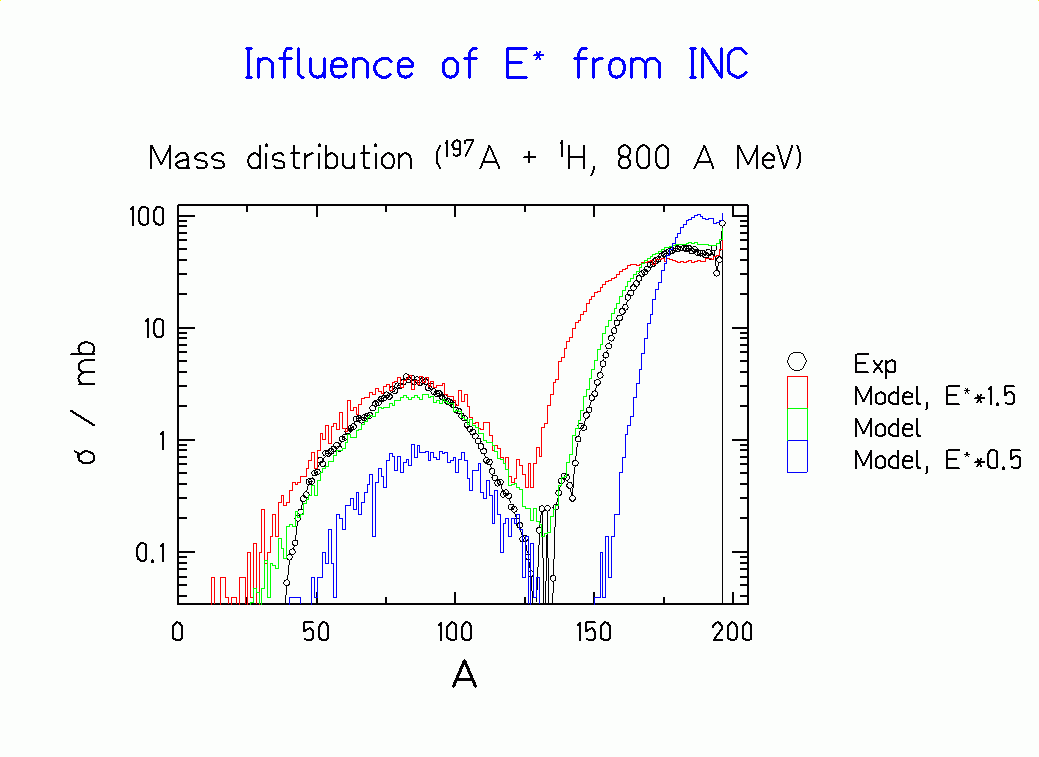 Influence of E* from INC
Mass distribution (¹⁹⁷A + ¹H, 800 A MeV)
100
10
1
0.1
σ / mb
0 50 100 150 200
A
Exp
Model, E**1.5
Model
Model, E**0.5